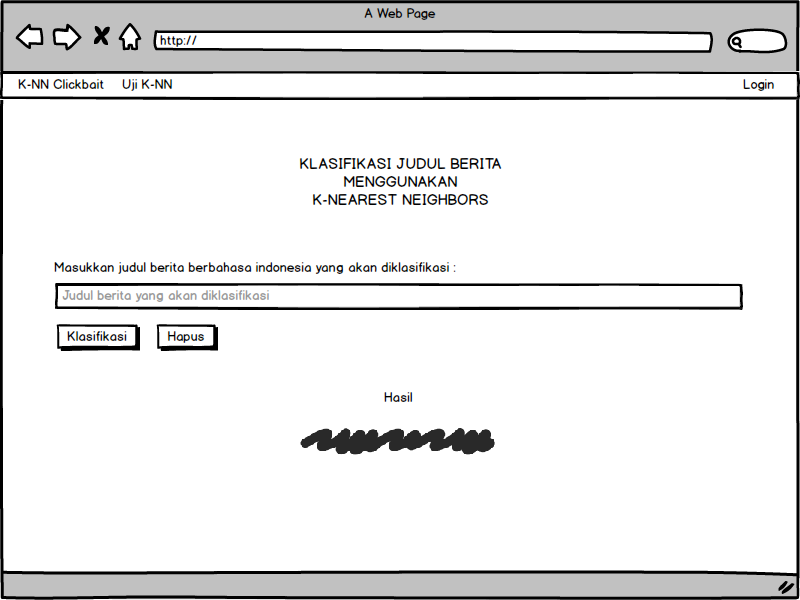 A Web Page
http://
K-NN Clickbait Uji K-NN Login
KLASIFIKASI JUDUL BERITA
MENGGUNAKAN
K-NEAREST NEIGHBORS
Masukkan judul berita berbahasa indonesia yang akan diklasifikasi :
Judul berita yang akan diklasifikasi
Klasifikasi Hapus
Hasil